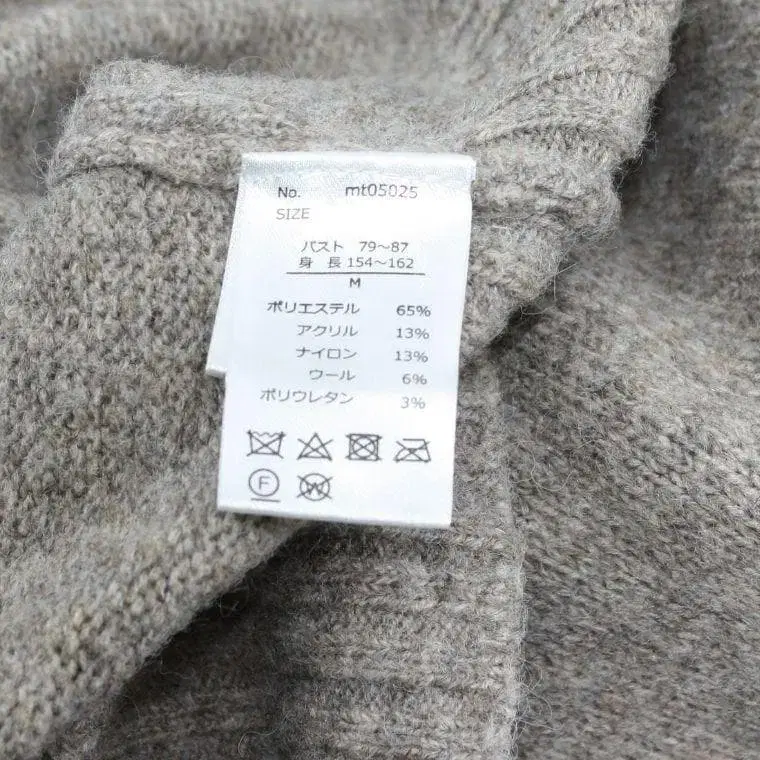 No. mt05025
SIZE
バスト 79～87
身 長 154～162
M
ポリエステル 65%
アクリル 13%
ナイロン 13%
ウール 6%
ポリウレタン 3%
F W